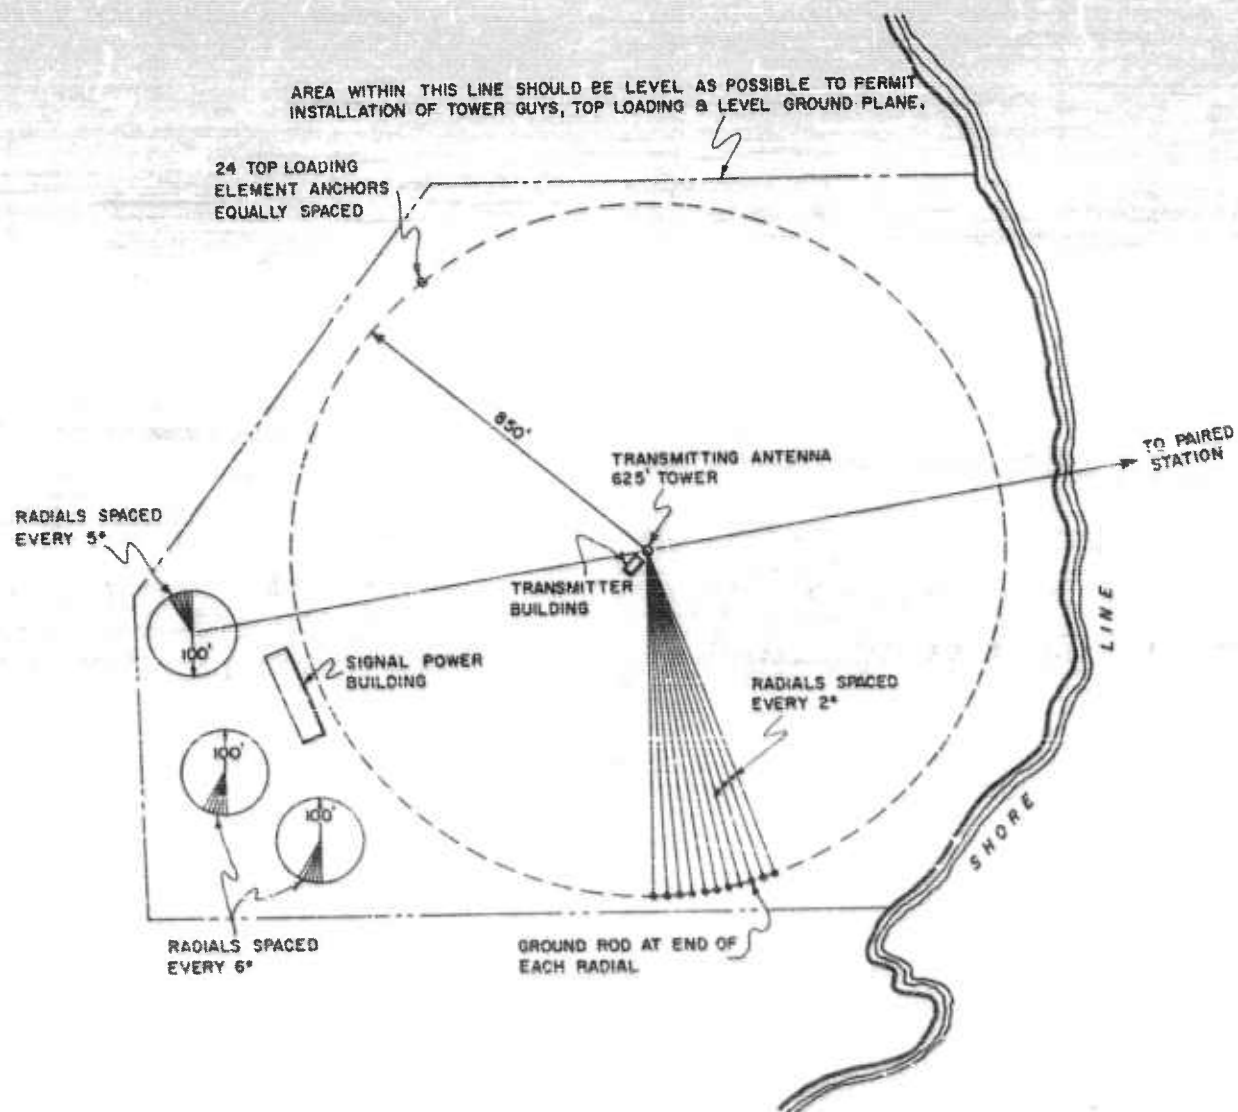 AREA WITHIN THIS LINE SHOULD BE LEVEL AS POSSIBLE TO PERMIT
INSTALLATION OF TOWER GUYS, TOP LOADING & LEVEL GROUND PLANE.
24 TOP LOADING
ELEMENT ANCHORS
EQUALLY SPACED
850'
TRANSMITTING ANTENNA
625' TOWER
TO PAIRED
STATION
RADIALS SPACED
EVERY 5°
TRANSMITTER
BUILDING
100'
SIGNAL POWER
BUILDING
RADIALS SPACED
EVERY 2°
SHORE LINE
100'
100'
RADIALS SPACED
EVERY 6°
GROUND ROD AT END OF
EACH RADIAL